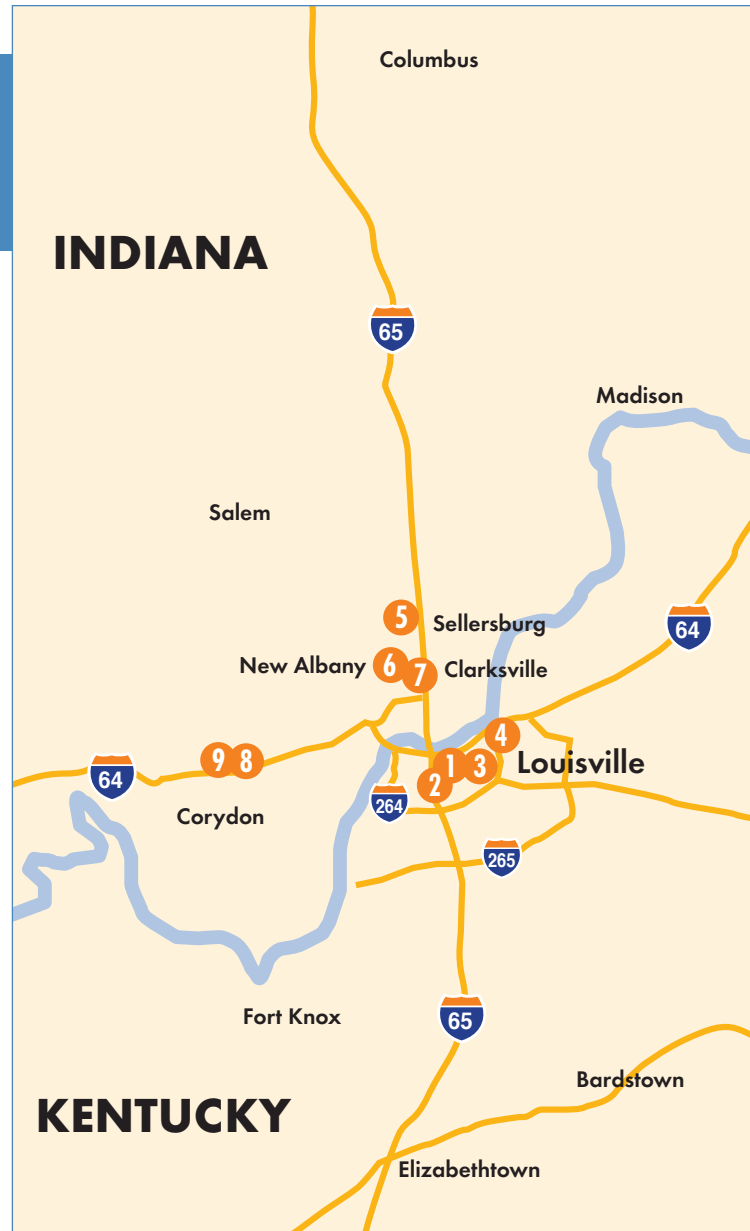 Columbus
INDIANA
65
Madison
Salem
5
Sellersburg
64
New Albany
6
7
Clarksville
4
9
8
1
3
Louisville
64
2
Corydon
264
265
Fort Knox
65
Bardstown
KENTUCKY
Elizabethtown